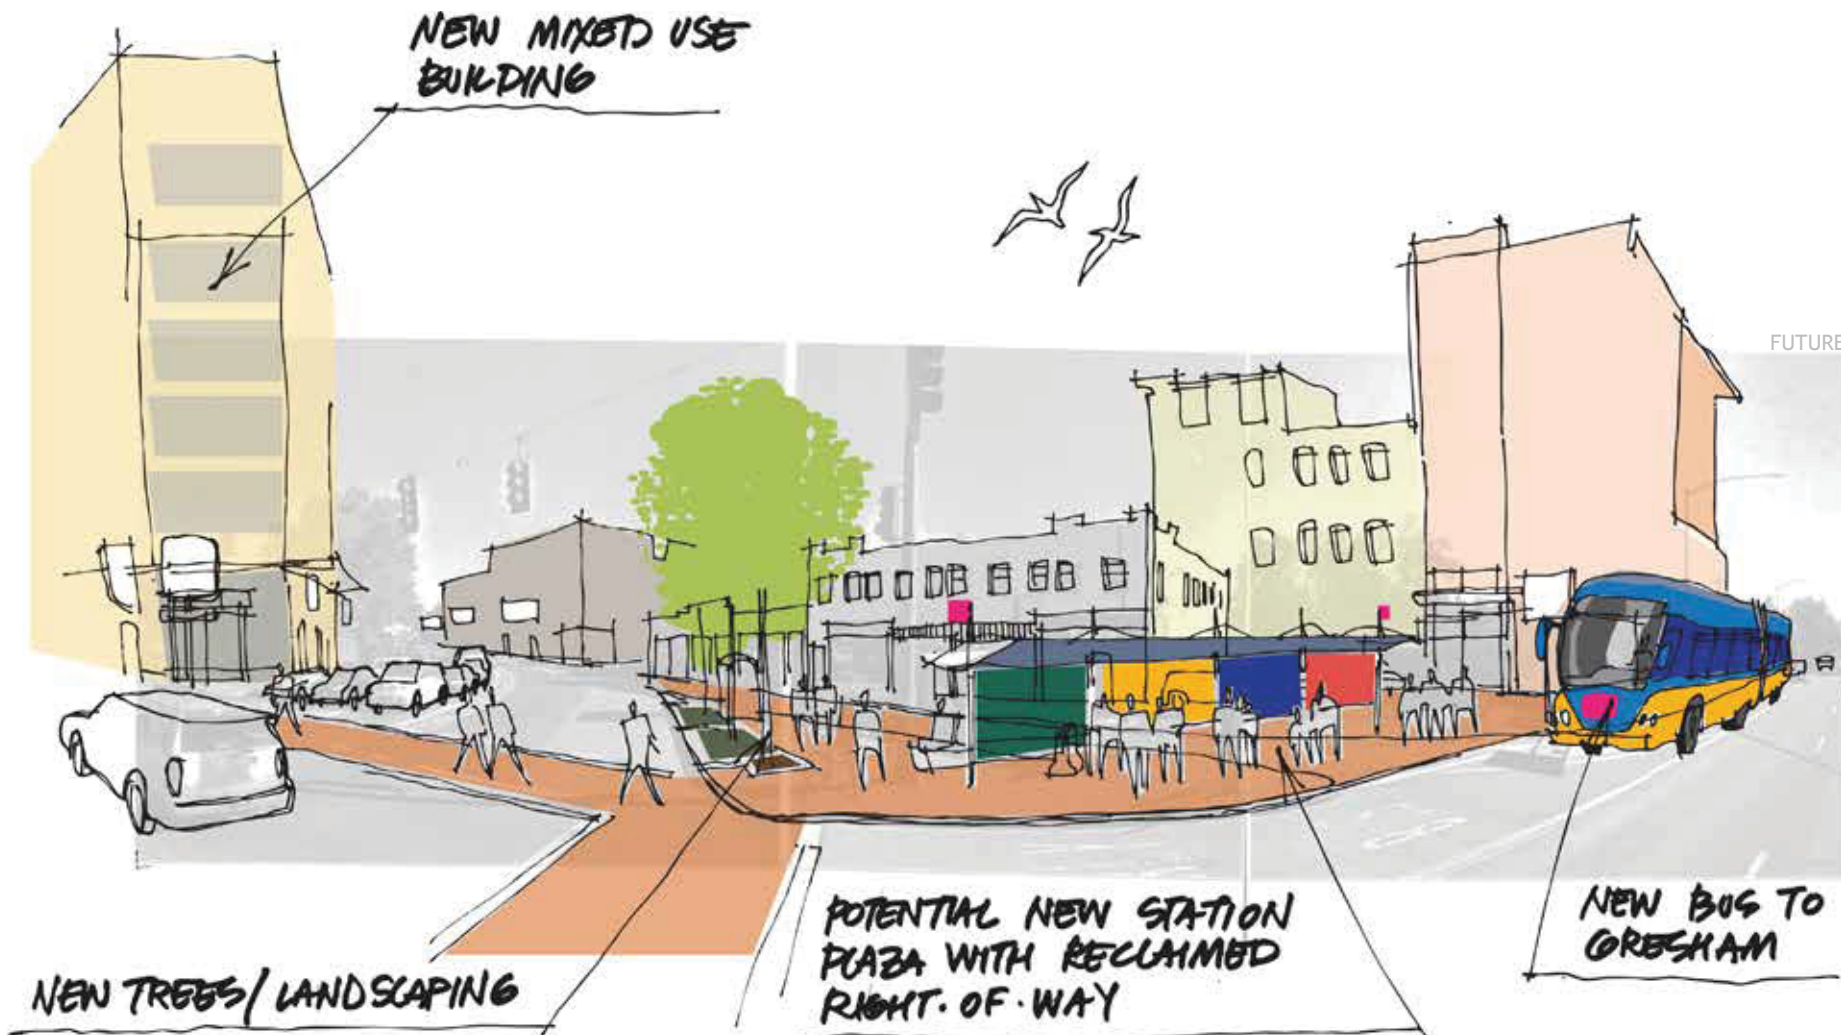 NEW MIXED USE
BUILDING
FUTURE
NEW TREES/LANDSCAPING
POTENTIAL NEW STATION
PLAZA WITH RECLAIMED
RIGHT·OF·WAY
NEW BUS TO
GRESHAM